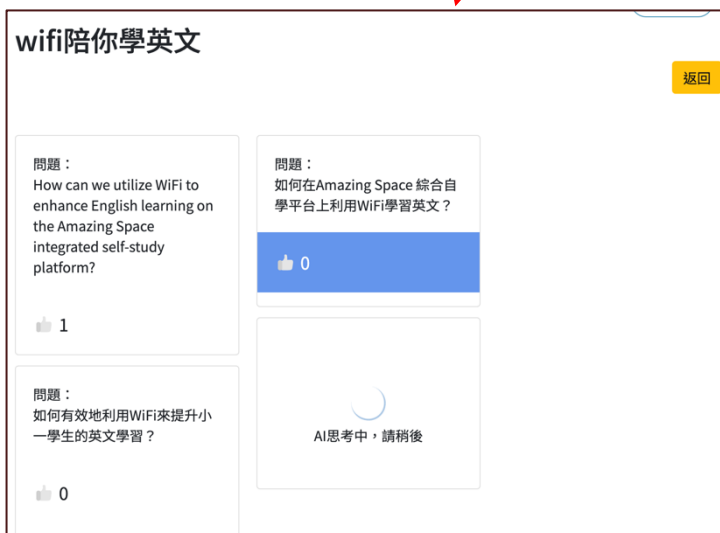 wifi陪你學英文
返回
問題：
How can we utilize WiFi to
enhance English learning on
the Amazing Space
integrated self-study
platform?
1
問題：
如何有效地利用WiFi來提升小
一學生的英文學習？
0
問題：
如何在Amazing Space 綜合自
學平台上利用WiFi學習英文？
0
AI思考中，請稍後